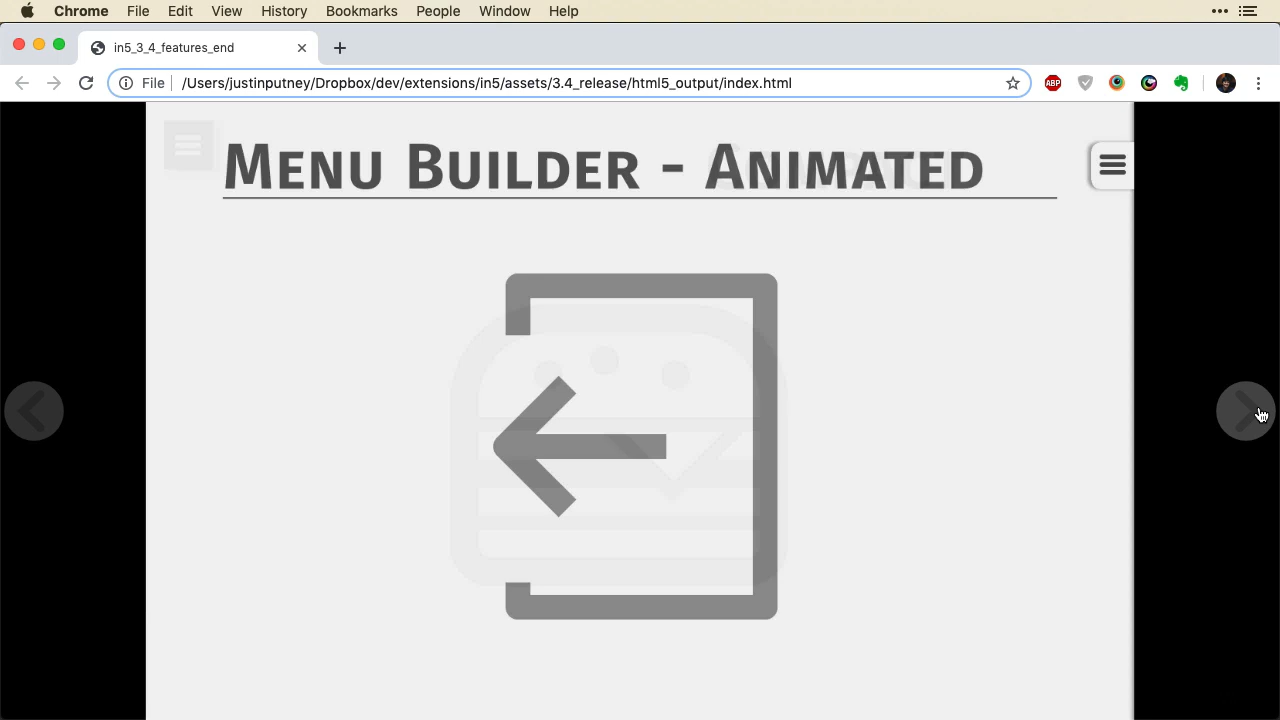 Chrome File Edit View History Bookmarks People Window Help
in5_3_4_features_end
File /Users/justinputney/Dropbox/dev/extensions/in5/assets/3.4_release/html5_output/index.html
ABP
Menu Builder - Animated